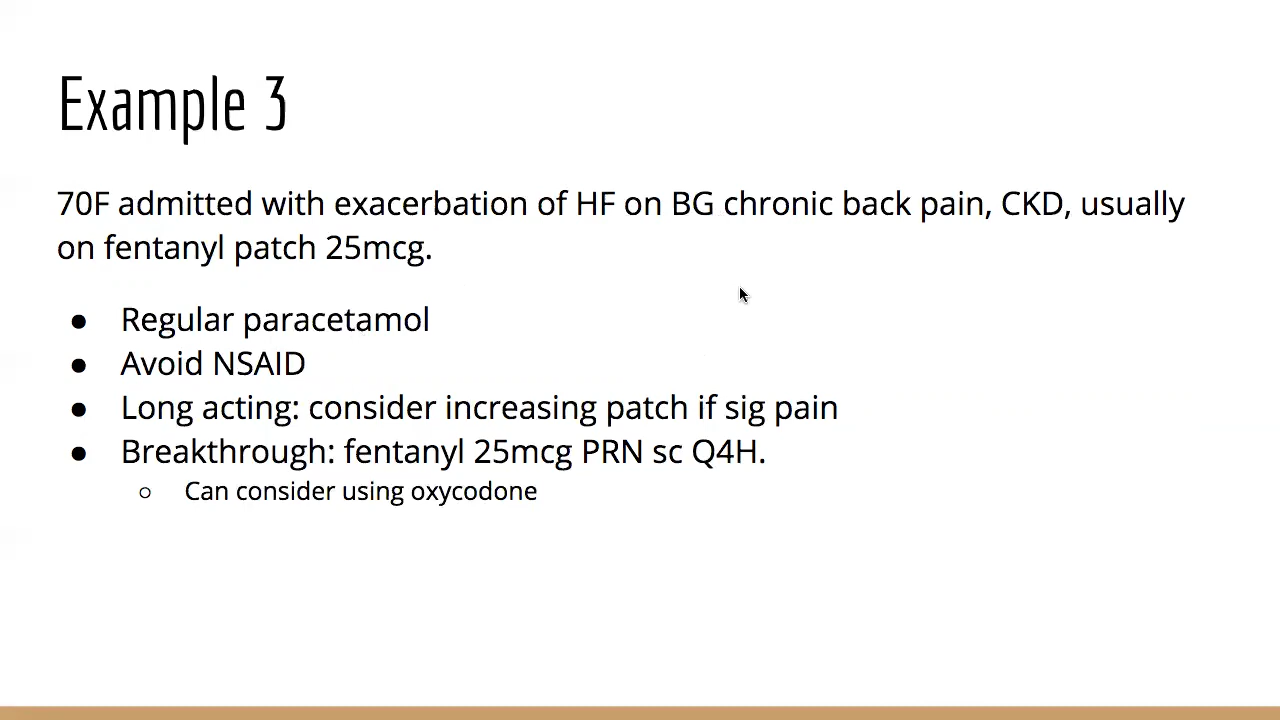 Example 3
70F admitted with exacerbation of HF on BG chronic back pain, CKD, usually
on fentanyl patch 25mcg.
● Regular paracetamol
● Avoid NSAID
● Long acting: consider increasing patch if sig pain
● Breakthrough: fentanyl 25mcg PRN sc Q4H.
○ Can consider using oxycodone